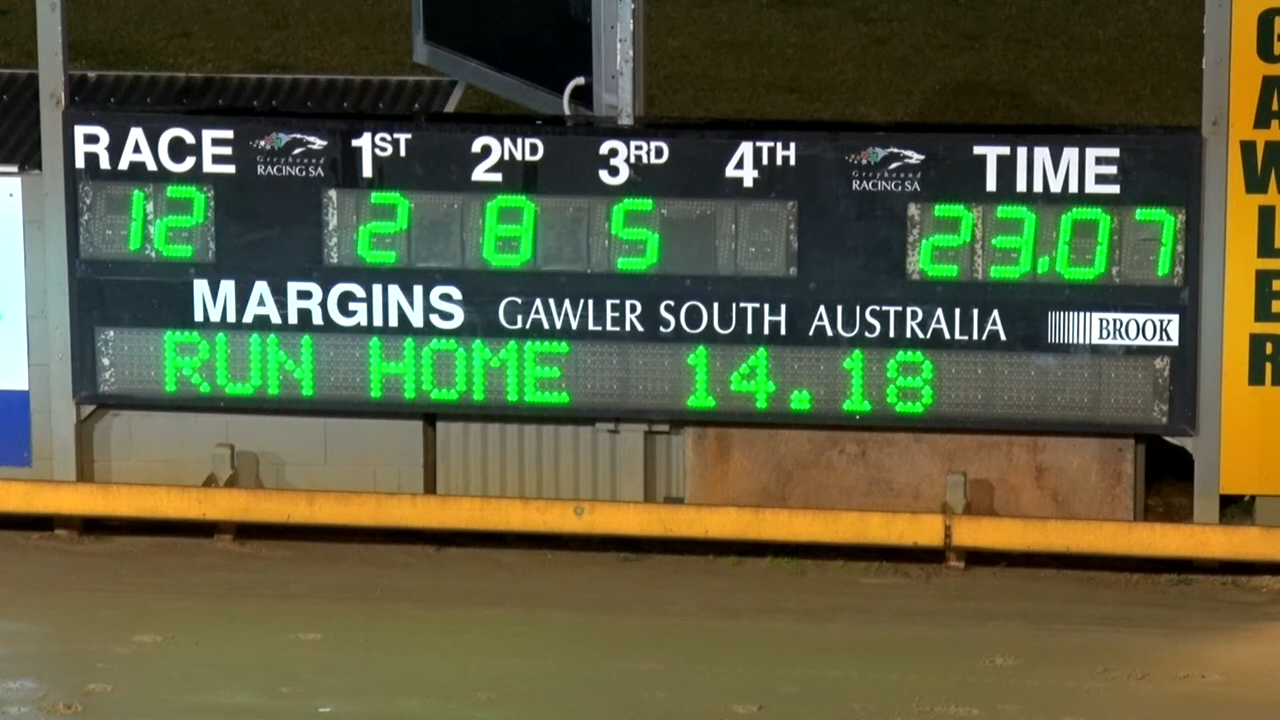 RACE Greyhound RACING SA 1ST 2ND 3RD 4TH Greyhound RACING SA TIME
12 2 8 5 23.07
MARGINS GAWLER SOUTH AUSTRALIA BROOK
RUN HOME 14.18
GAWLER